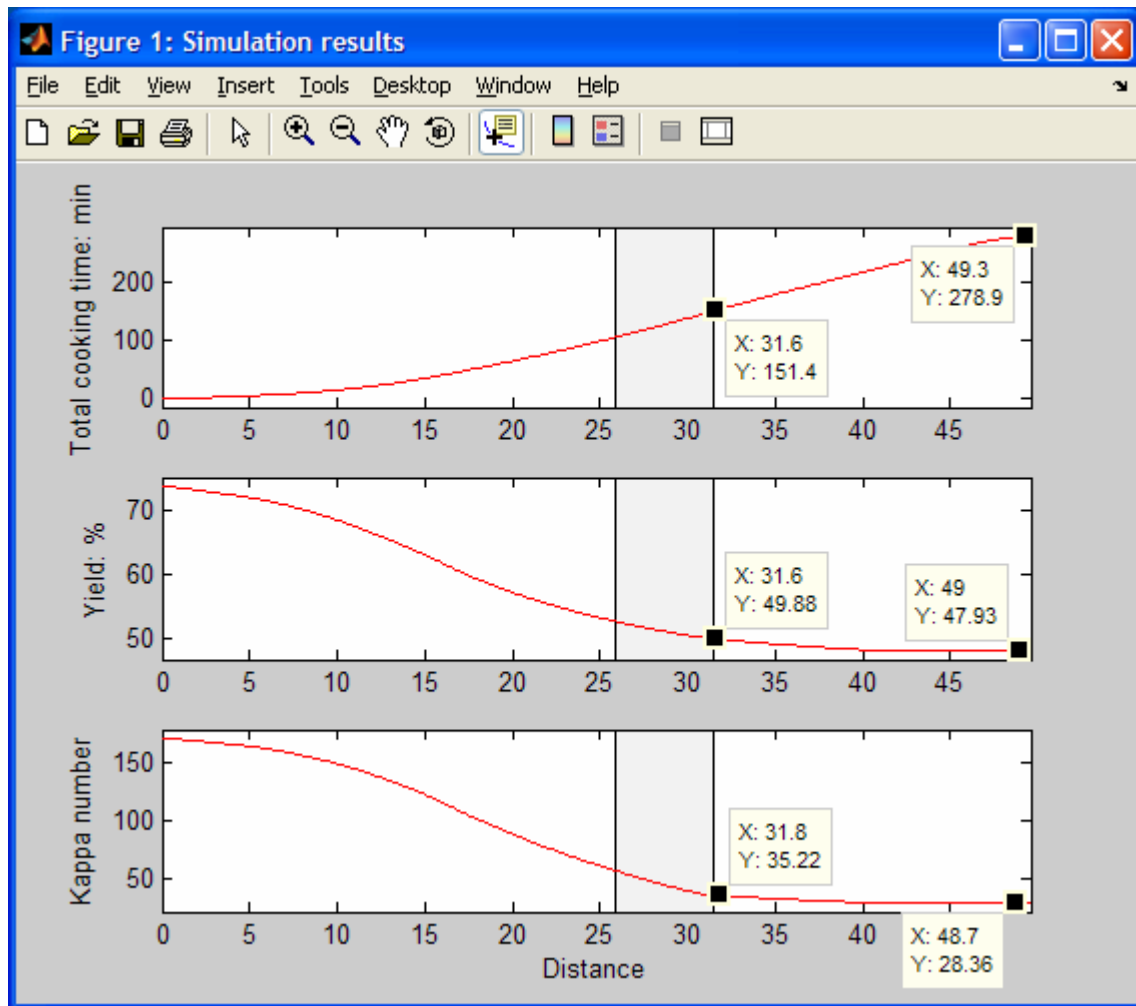 Figure 1: Simulation results
File Edit View Insert Tools Desktop Window Help
Total cooking time: min
200
100
0
X: 49.3
Y: 278.9
X: 31.6
Y: 151.4
0 5 10 15 20 25 30 35 40 45
Yield: %
70
60
50
X: 31.6
Y: 49.88
X: 49
Y: 47.93
0 5 10 15 20 25 30 35 40 45
Kappa number
150
100
50
X: 31.8
Y: 35.22
X: 48.7
Y: 28.36
0 5 10 15 20 25 30 35 40
Distance